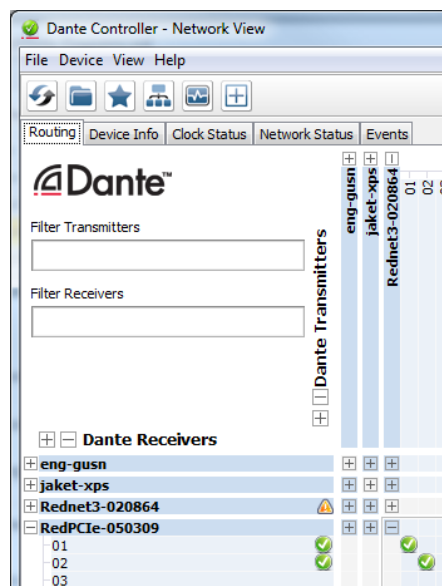 Dante Controller - Network View
File Device View Help
Routing Device Info Clock Status Network Status Events
Dante™
Filter Transmitters
Filter Receivers
Dante Transmitters
eng-gusn
jaket-xps
Rednet3-020864
01
02
Dante Receivers
eng-gusn
jaket-xps
Rednet3-020864
RedPCIe-050309
01
02
03